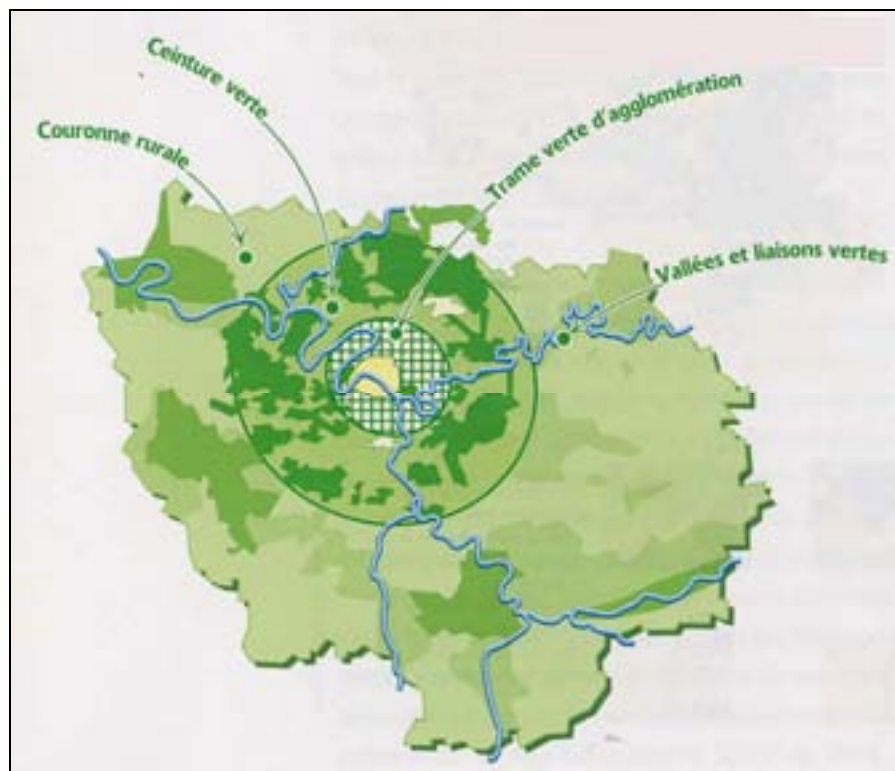 Ceinture verte
Couronne rurale
Trame verte d'agglomération
Vallées et liaisons vertes